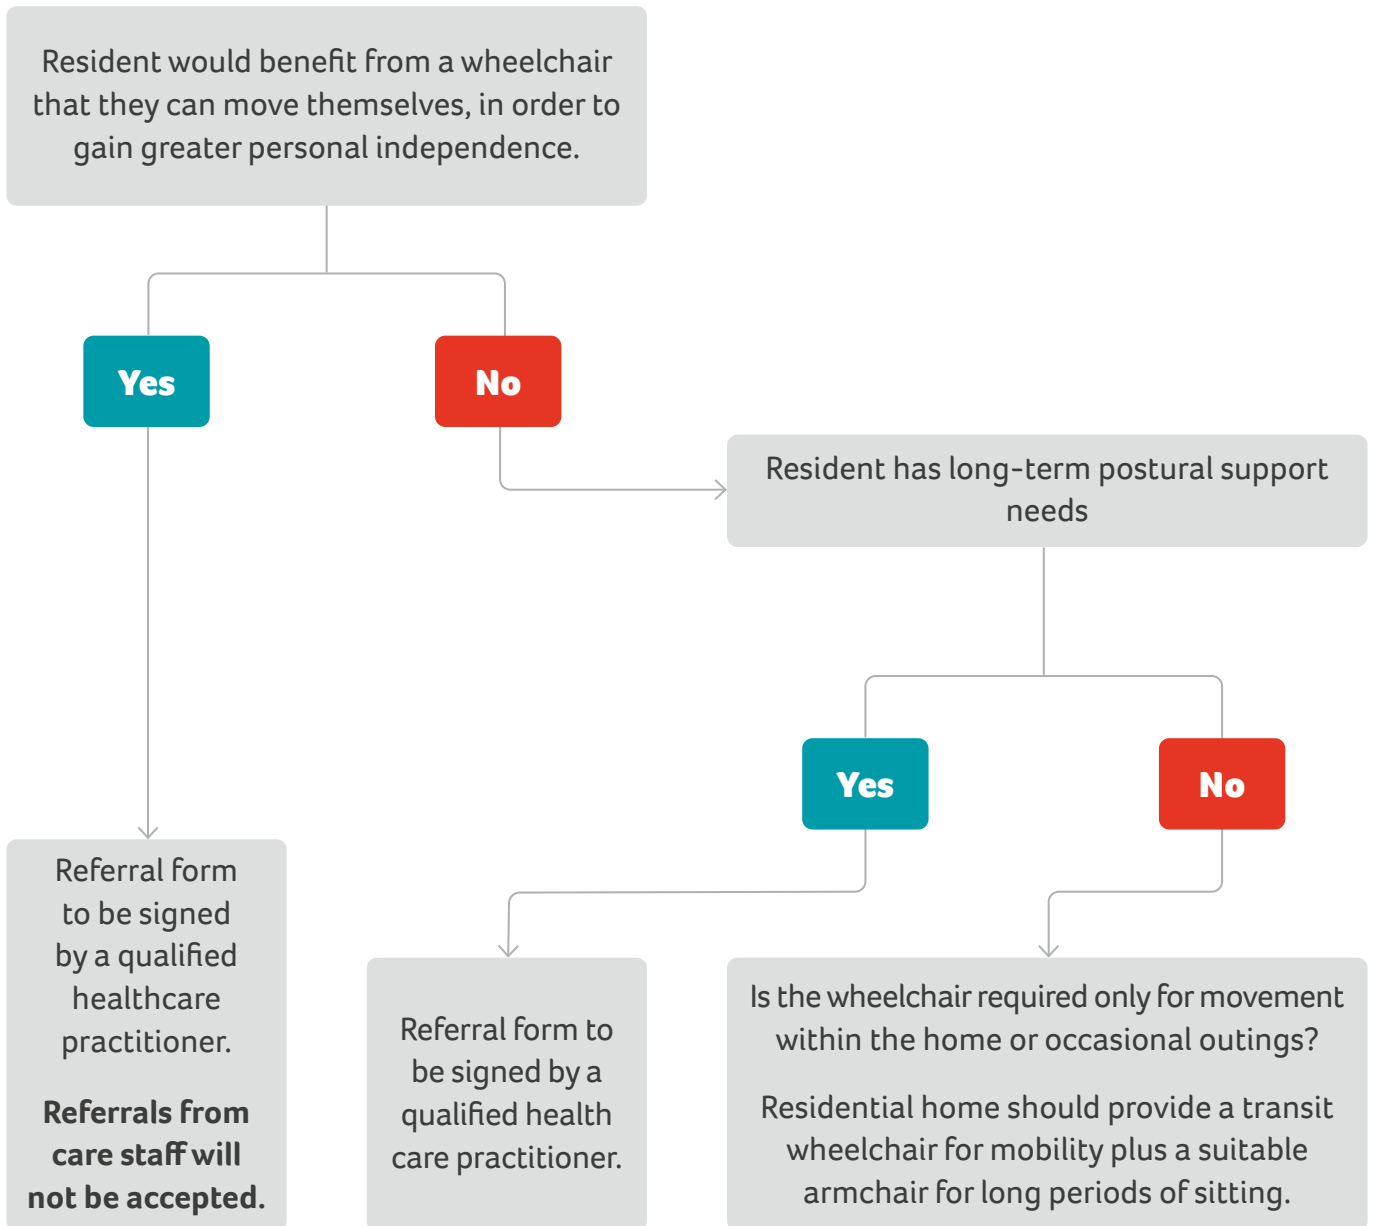 Resident would benefit from a wheelchair
that they can move themselves, in order to
gain greater personal independence.
Yes
No
Resident has long-term postural support
needs
Yes
No
Referral form
to be signed
by a qualified
healthcare
practitioner.
Referrals from
care staff will
not be accepted.
Referral form to
be signed by a
qualified health
care practitioner.
Is the wheelchair required only for movement
within the home or occasional outings?
Residential home should provide a transit
wheelchair for mobility plus a suitable
armchair for long periods of sitting.